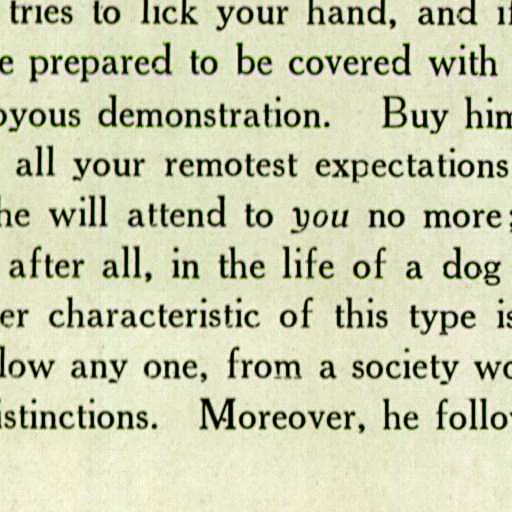 tries to lick your hand, and if
e prepared to be covered with
oyous demonstration. Buy him
all your remotest expectations
he will attend to you no more;
after all, in the life of a dog
er characteristic of this type is
low any one, from a society wo
istinctions. Moreover, he follow